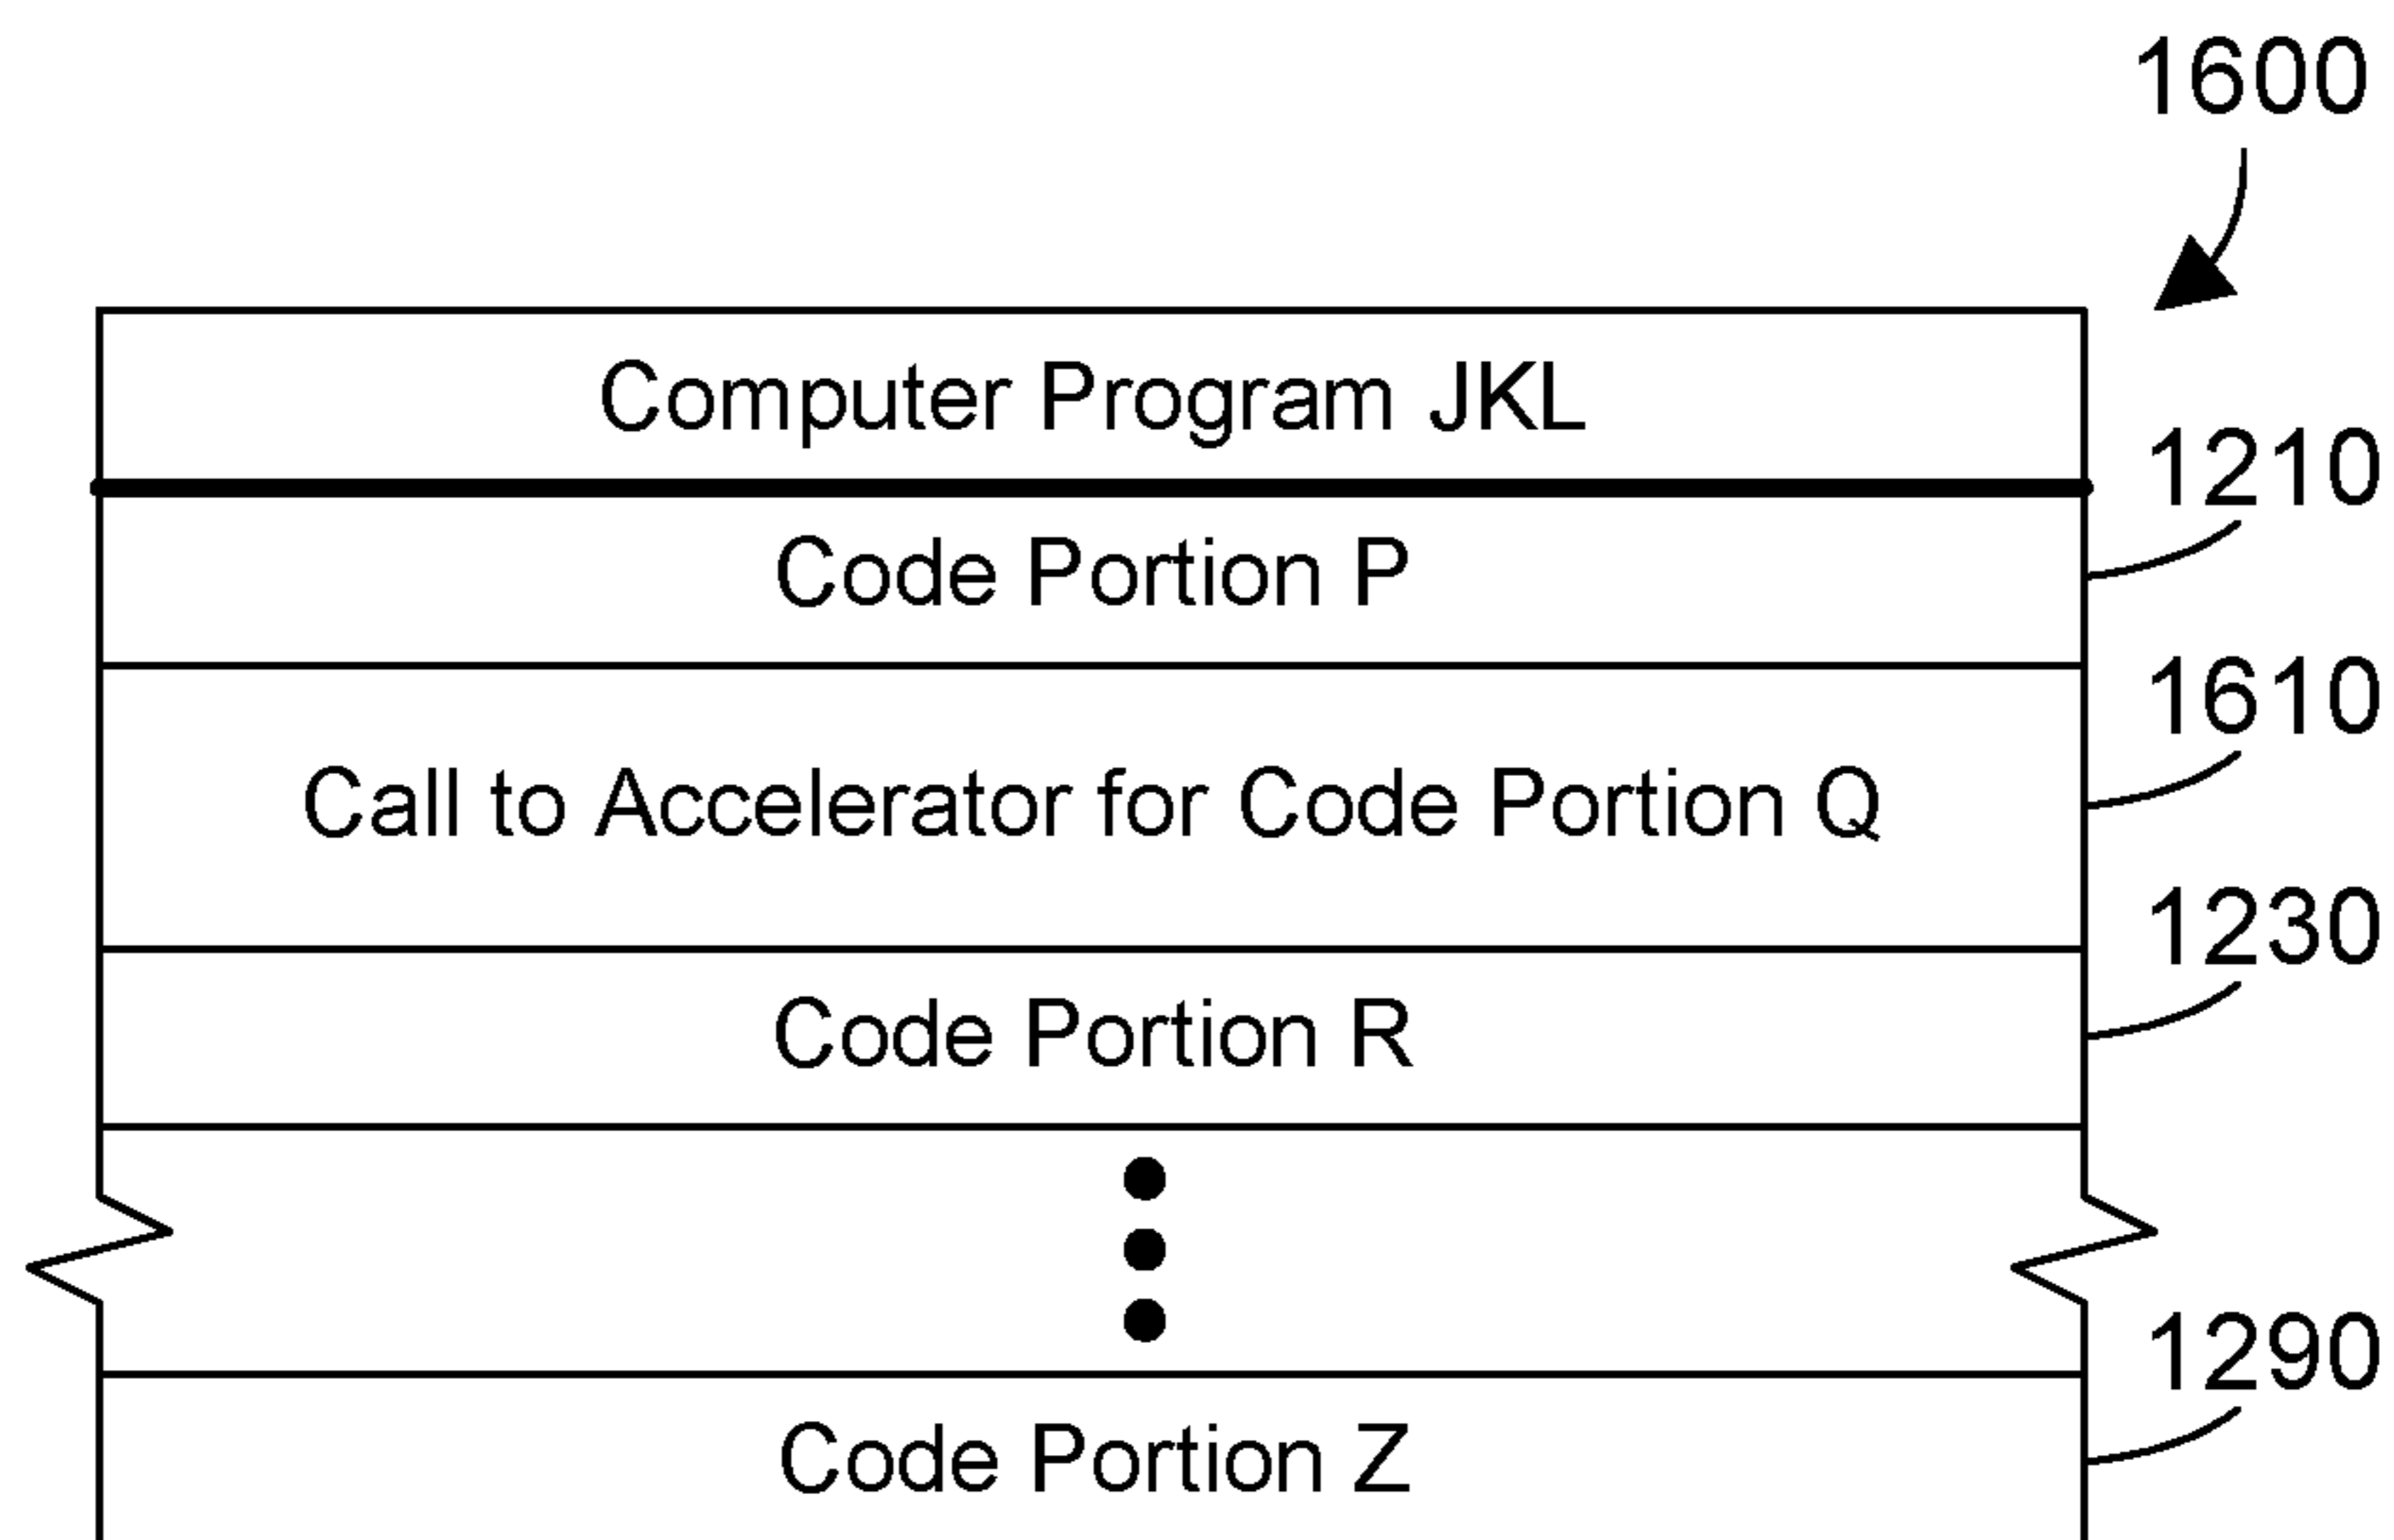 1600
Computer Program JKL
1210
Code Portion P
1610
Call to Accelerator for Code Portion Q
1230
Code Portion R
1290
Code Portion Z